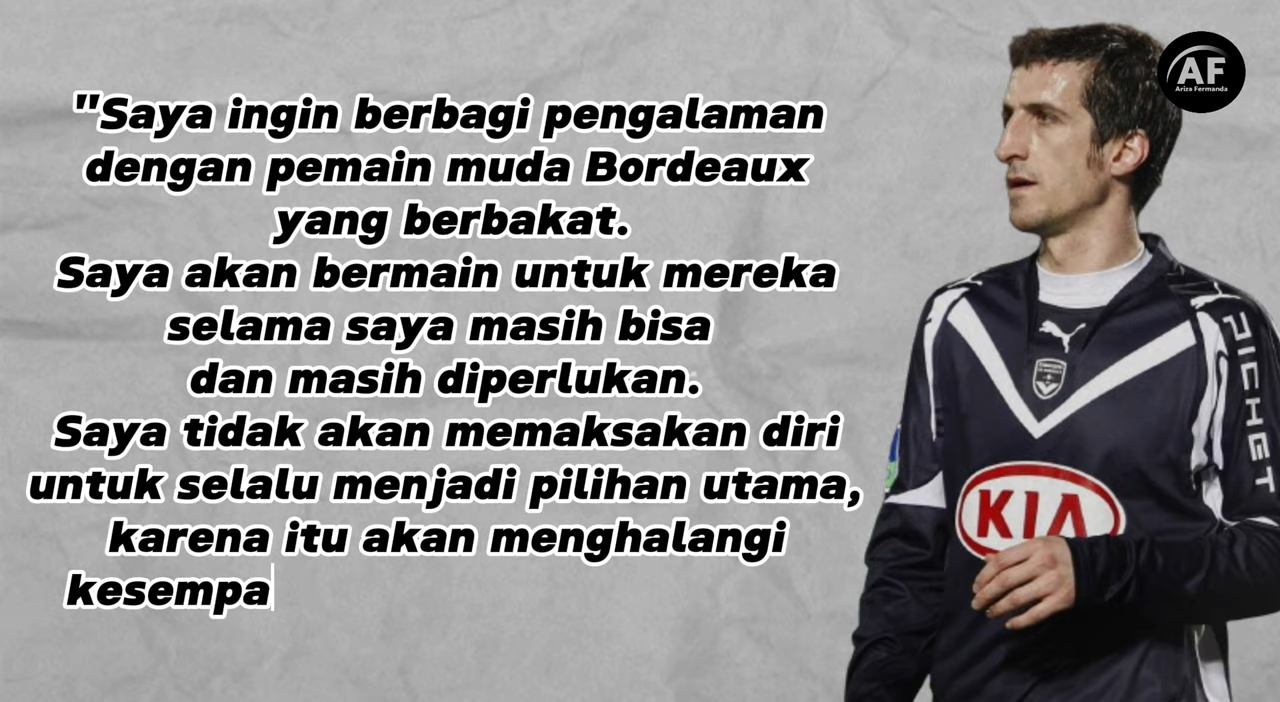 "Saya ingin berbagi pengalaman
dengan pemain muda Bordeaux
yang berbakat.
Saya akan bermain untuk mereka
selama saya masih bisa
dan masih diperlukan.
Saya tidak akan memaksakan diri
untuk selalu menjadi pilihan utama,
karena itu akan menghalangi
kesempa
AF
Ariza Fermanda
PICHET
KIA